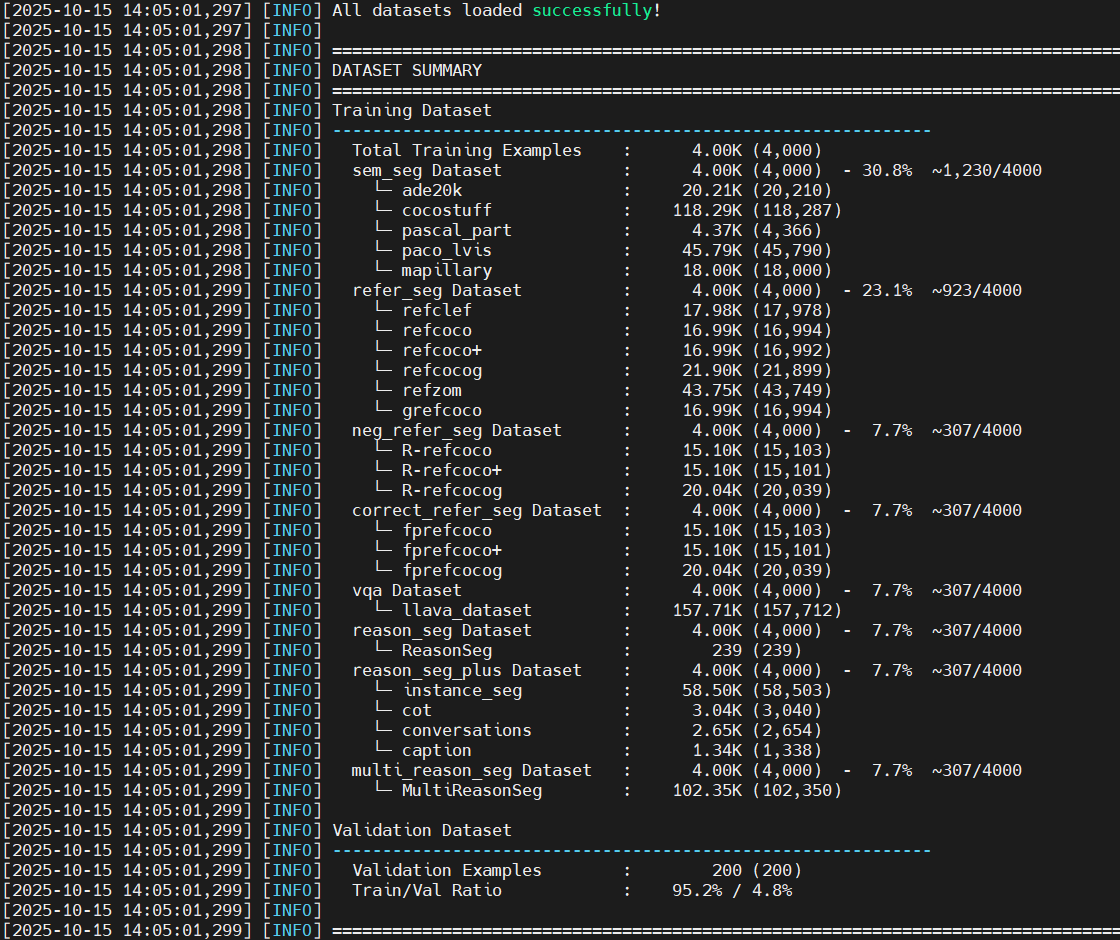 [2025-10-15 14:05:01,297] [INFO] All datasets loaded successfully!
[2025-10-15 14:05:01,297] [INFO]
[2025-10-15 14:05:01,298] [INFO] ================================================================================
[2025-10-15 14:05:01,298] [INFO] DATASET SUMMARY
[2025-10-15 14:05:01,298] [INFO] ================================================================================
[2025-10-15 14:05:01,298] [INFO] Training Dataset
[2025-10-15 14:05:01,298] [INFO] ------------------------------------------------------------
[2025-10-15 14:05:01,298] [INFO]   Total Training Examples    :      4.00K (4,000)
[2025-10-15 14:05:01,298] [INFO]   sem_seg Dataset            :      4.00K (4,000)  - 30.8%  ~1,230/4000
[2025-10-15 14:05:01,298] [INFO]     └─ ade20k                :     20.21K (20,210)
[2025-10-15 14:05:01,298] [INFO]     └─ cocostuff             :    118.29K (118,287)
[2025-10-15 14:05:01,298] [INFO]     └─ pascal_part           :      4.37K (4,366)
[2025-10-15 14:05:01,298] [INFO]     └─ paco_lvis             :     45.79K (45,790)
[2025-10-15 14:05:01,298] [INFO]     └─ mapillary             :     18.00K (18,000)
[2025-10-15 14:05:01,299] [INFO]   refer_seg Dataset          :      4.00K (4,000)  - 23.1%  ~923/4000
[2025-10-15 14:05:01,299] [INFO]     └─ refclef               :     17.98K (17,978)
[2025-10-15 14:05:01,299] [INFO]     └─ refcoco               :     16.99K (16,994)
[2025-10-15 14:05:01,299] [INFO]     └─ refcoco+              :     16.99K (16,992)
[2025-10-15 14:05:01,299] [INFO]     └─ refcocog              :     21.90K (21,899)
[2025-10-15 14:05:01,299] [INFO]     └─ refzom                :     43.75K (43,749)
[2025-10-15 14:05:01,299] [INFO]     └─ grefcoco              :     16.99K (16,994)
[2025-10-15 14:05:01,299] [INFO]   neg_refer_seg Dataset      :      4.00K (4,000)  -  7.7%  ~307/4000
[2025-10-15 14:05:01,299] [INFO]     └─ R-refcoco             :     15.10K (15,103)
[2025-10-15 14:05:01,299] [INFO]     └─ R-refcoco+            :     15.10K (15,101)
[2025-10-15 14:05:01,299] [INFO]     └─ R-refcocog            :     20.04K (20,039)
[2025-10-15 14:05:01,299] [INFO]   correct_refer_seg Dataset  :      4.00K (4,000)  -  7.7%  ~307/4000
[2025-10-15 14:05:01,299] [INFO]     └─ fprefcoco             :     15.10K (15,103)
[2025-10-15 14:05:01,299] [INFO]     └─ fprefcoco+            :     15.10K (15,101)
[2025-10-15 14:05:01,299] [INFO]     └─ fprefcocog            :     20.04K (20,039)
[2025-10-15 14:05:01,299] [INFO]   vqa Dataset                :      4.00K (4,000)  -  7.7%  ~307/4000
[2025-10-15 14:05:01,299] [INFO]     └─ llava_dataset         :    157.71K (157,712)
[2025-10-15 14:05:01,299] [INFO]   reason_seg Dataset         :      4.00K (4,000)  -  7.7%  ~307/4000
[2025-10-15 14:05:01,299] [INFO]     └─ ReasonSeg             :        239 (239)
[2025-10-15 14:05:01,299] [INFO]   reason_seg_plus Dataset    :      4.00K (4,000)  -  7.7%  ~307/4000
[2025-10-15 14:05:01,299] [INFO]     └─ instance_seg          :     58.50K (58,503)
[2025-10-15 14:05:01,299] [INFO]     └─ cot                   :      3.04K (3,040)
[2025-10-15 14:05:01,299] [INFO]     └─ conversations         :      2.65K (2,654)
[2025-10-15 14:05:01,299] [INFO]     └─ caption               :      1.34K (1,338)
[2025-10-15 14:05:01,299] [INFO]   multi_reason_seg Dataset   :      4.00K (4,000)  -  7.7%  ~307/4000
[2025-10-15 14:05:01,299] [INFO]     └─ MultiReasonSeg        :    102.35K (102,350)
[2025-10-15 14:05:01,299] [INFO]
[2025-10-15 14:05:01,299] [INFO] Validation Dataset
[2025-10-15 14:05:01,299] [INFO] ------------------------------------------------------------
[2025-10-15 14:05:01,299] [INFO]   Validation Examples        :        200 (200)
[2025-10-15 14:05:01,299] [INFO]   Train/Val Ratio            :    95.2% / 4.8%
[2025-10-15 14:05:01,299] [INFO]
[2025-10-15 14:05:01,299] [INFO] ================================================================================